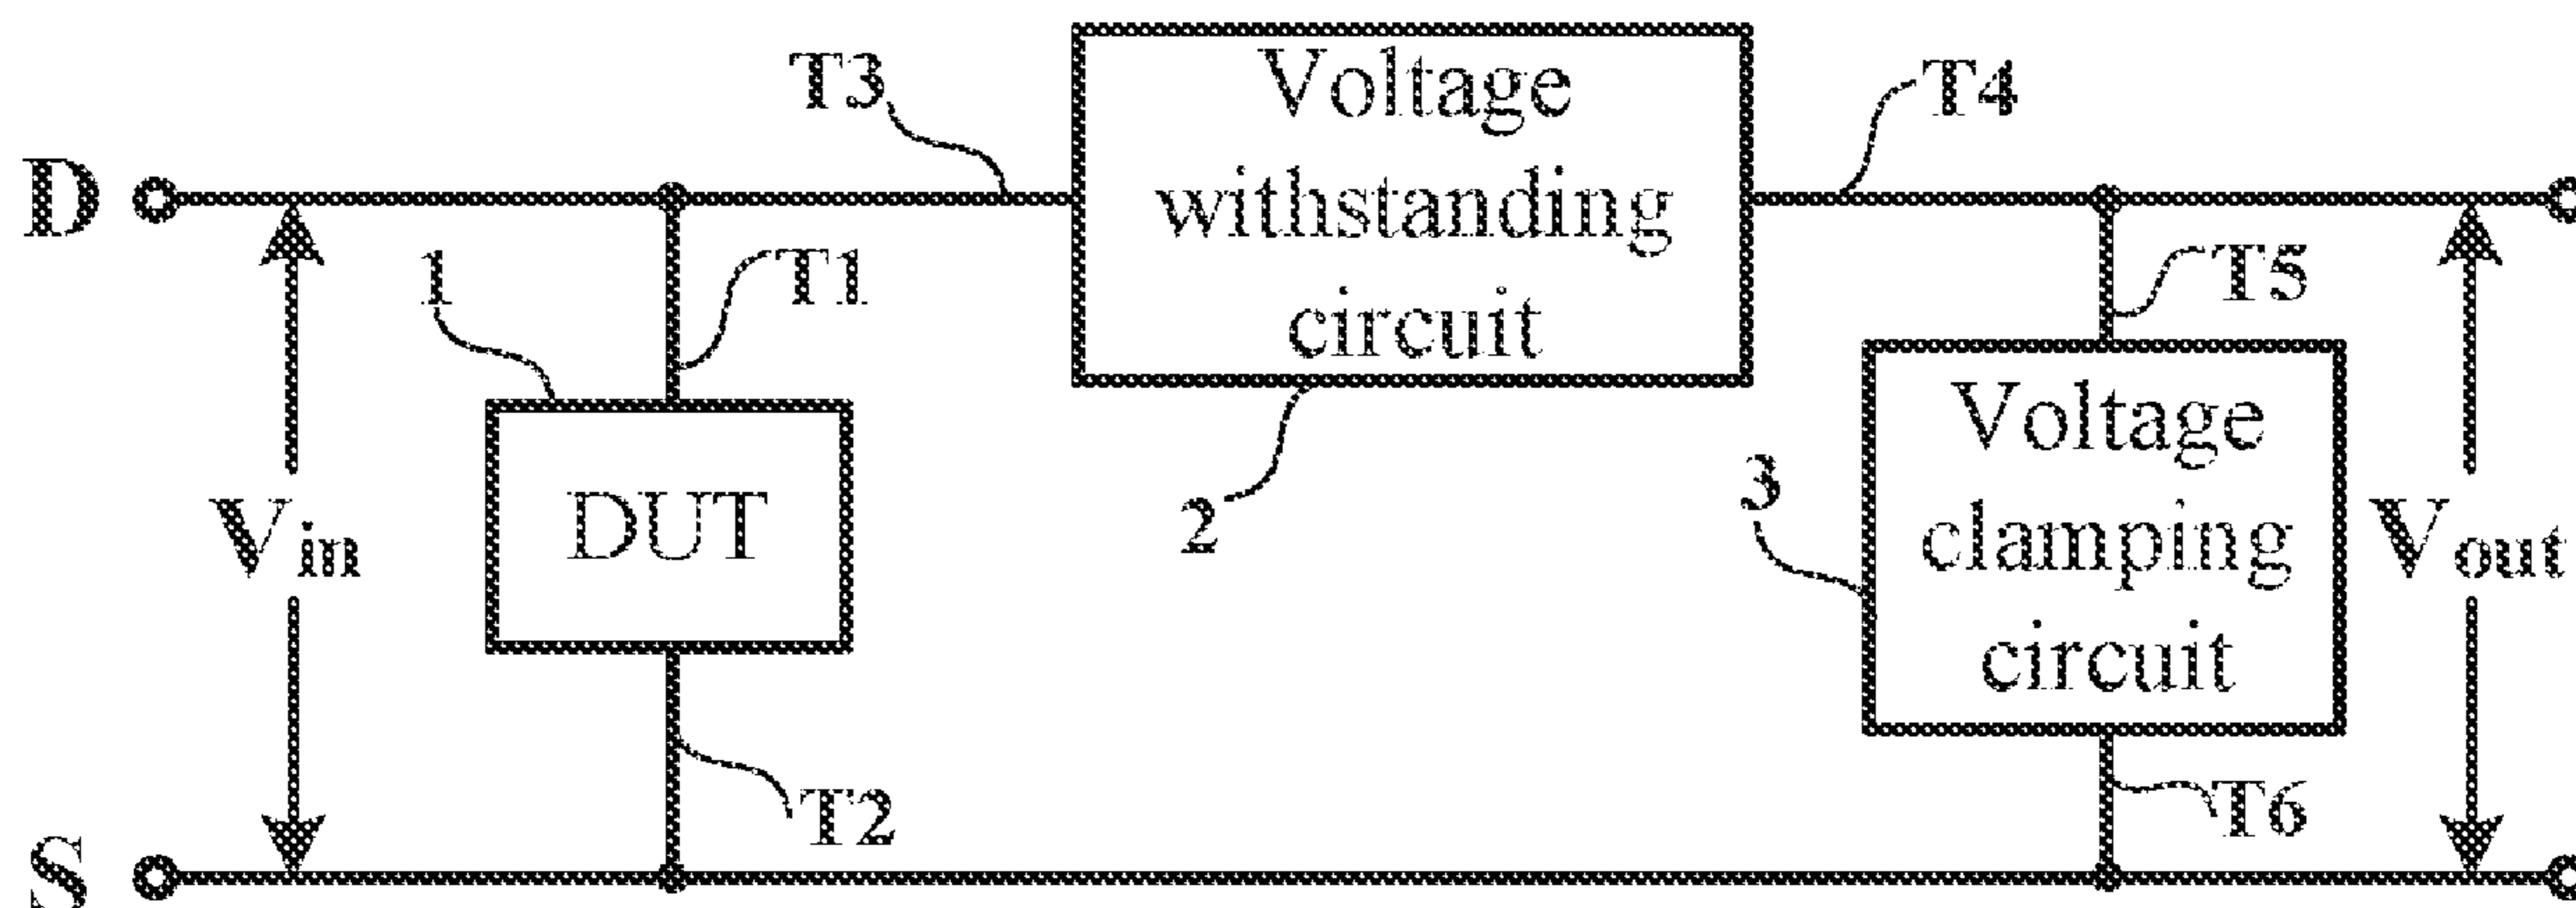 T3
Voltage
withstanding
circuit
T4
D
1
T1
T5
Vin
DUT
2
3
Voltage
clamping
circuit
Vout
T2
T6
S